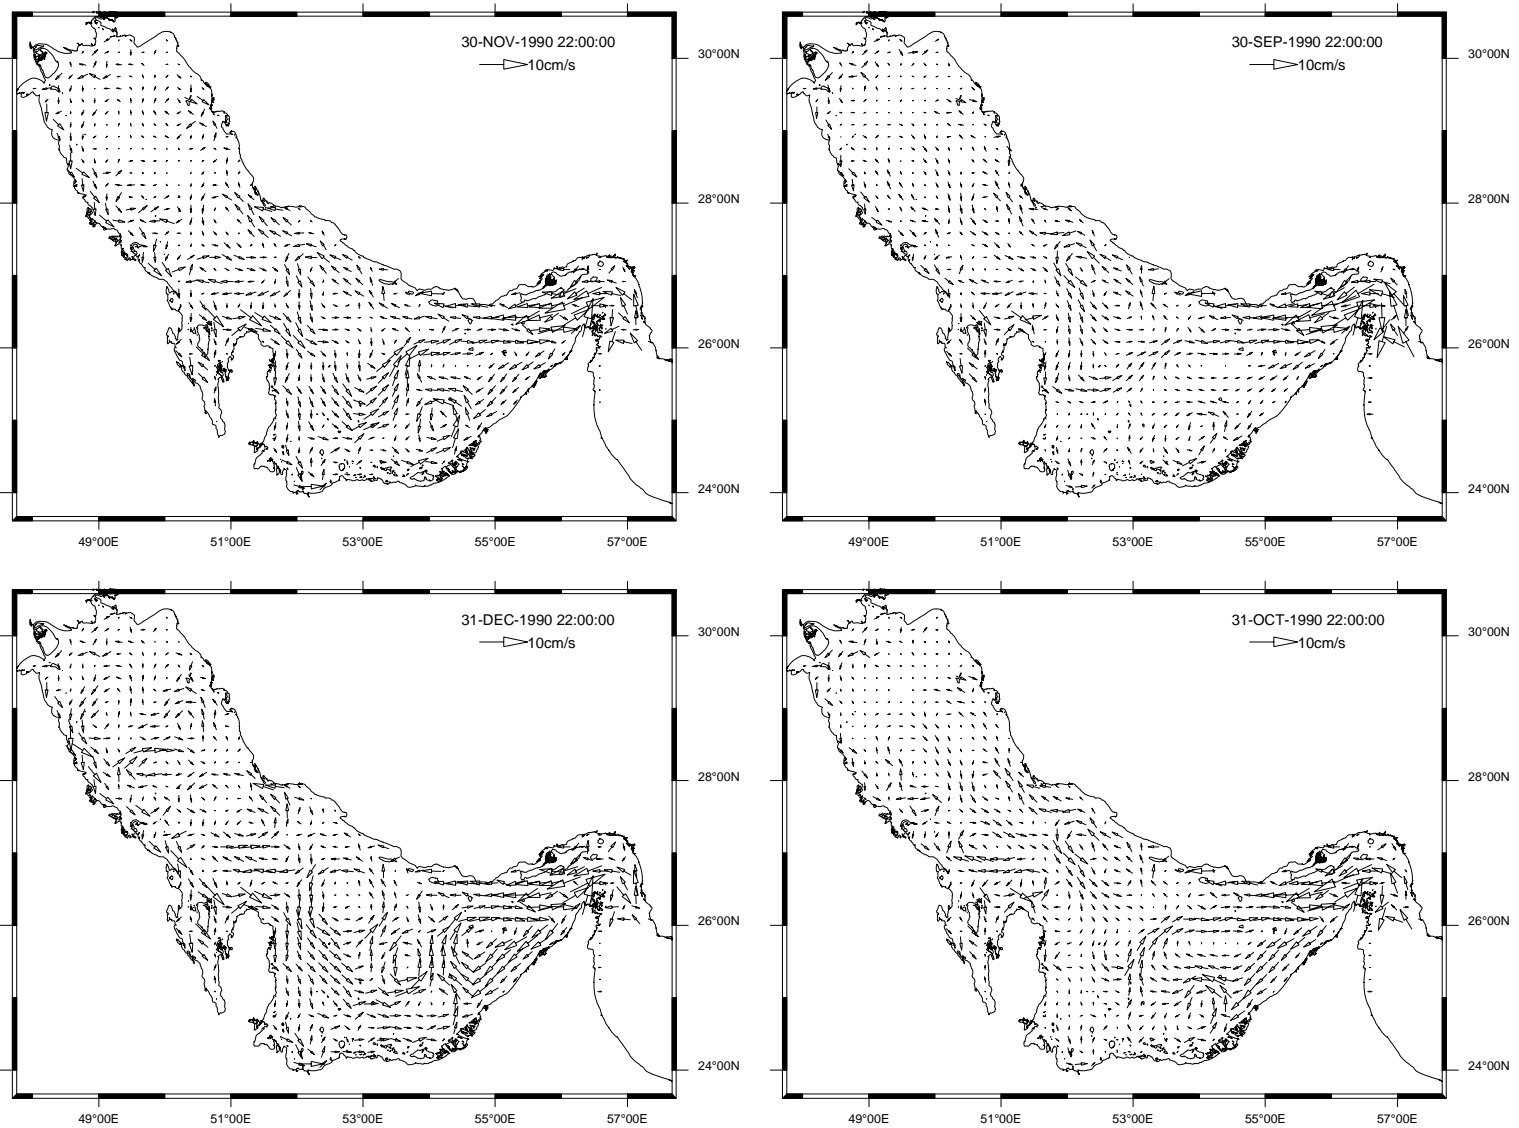 30-NOV-1990 22:00:00
10cm/s
30°00N
28°00N
26°00N
24°00N
49°00E 51°00E 53°00E 55°00E 57°00E
30-SEP-1990 22:00:00
10cm/s
30°00N
28°00N
26°00N
24°00N
49°00E 51°00E 53°00E 55°00E 57°00E
31-DEC-1990 22:00:00
10cm/s
30°00N
28°00N
26°00N
24°00N
49°00E 51°00E 53°00E 55°00E 57°00E
31-OCT-1990 22:00:00
10cm/s
30°00N
28°00N
26°00N
24°00N
49°00E 51°00E 53°00E 55°00E 57°00E